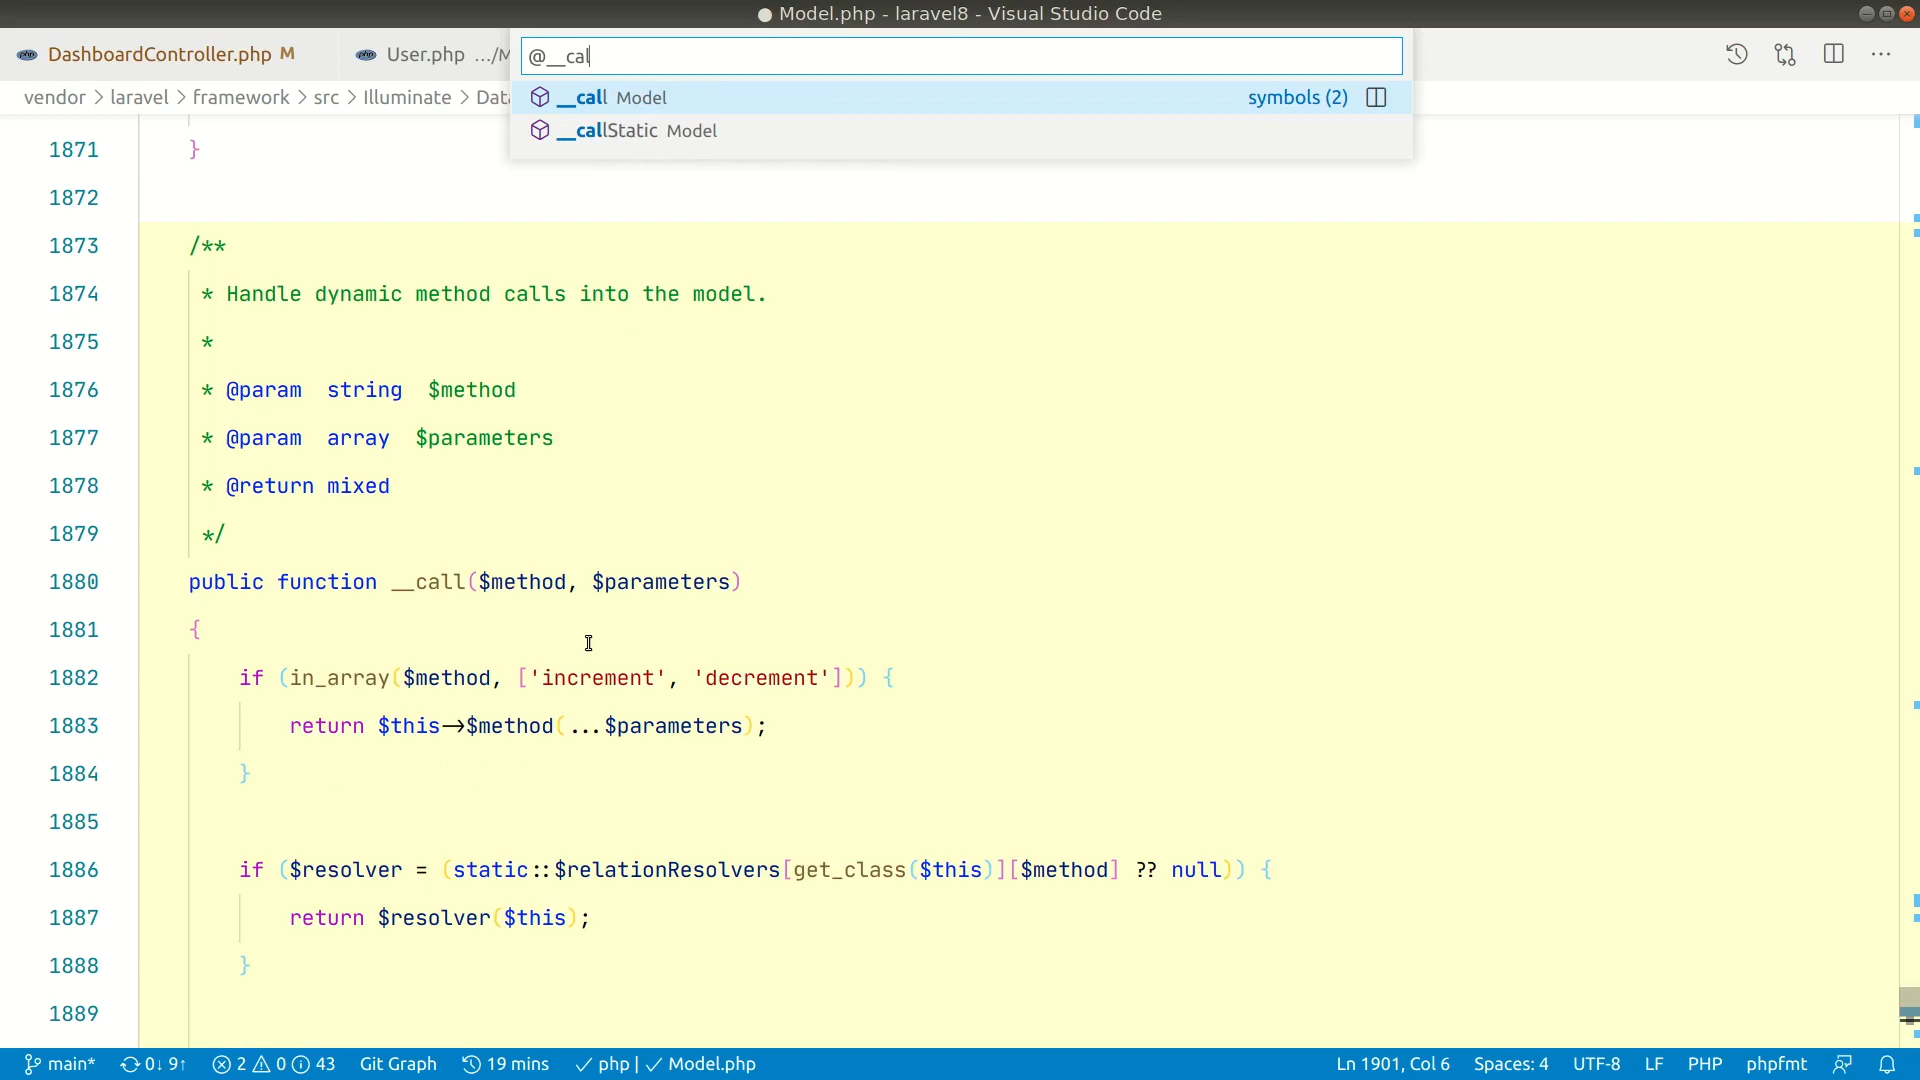 ● Model.php - laravel8 - Visual Studio Code
DashboardController.php M
User.php .../M
@__cal
vendor > laravel > framework > src > Illuminate > Data
__call Model
symbols (2)
__callStatic Model
1871 }
1872
1873 /**
1874 * Handle dynamic method calls into the model.
1875 *
1876 * @param  string  $method
1877 * @param  array  $parameters
1878 * @return mixed
1879 */
1880 public function __call($method, $parameters)
1881 {
1882 if (in_array($method, ['increment', 'decrement'])) {
1883 return $this->$method(...$parameters);
1884 }
1885
1886 if ($resolver = (static::$relationResolvers[get_class($this)][$method] ?? null)) {
1887 return $resolver($this);
1888 }
1889
main* 0↓ 9↑ 2 0 43 Git Graph 19 mins ✓ php | ✓ Model.php Ln 1901, Col 6 Spaces: 4 UTF-8 LF PHP phpfmt